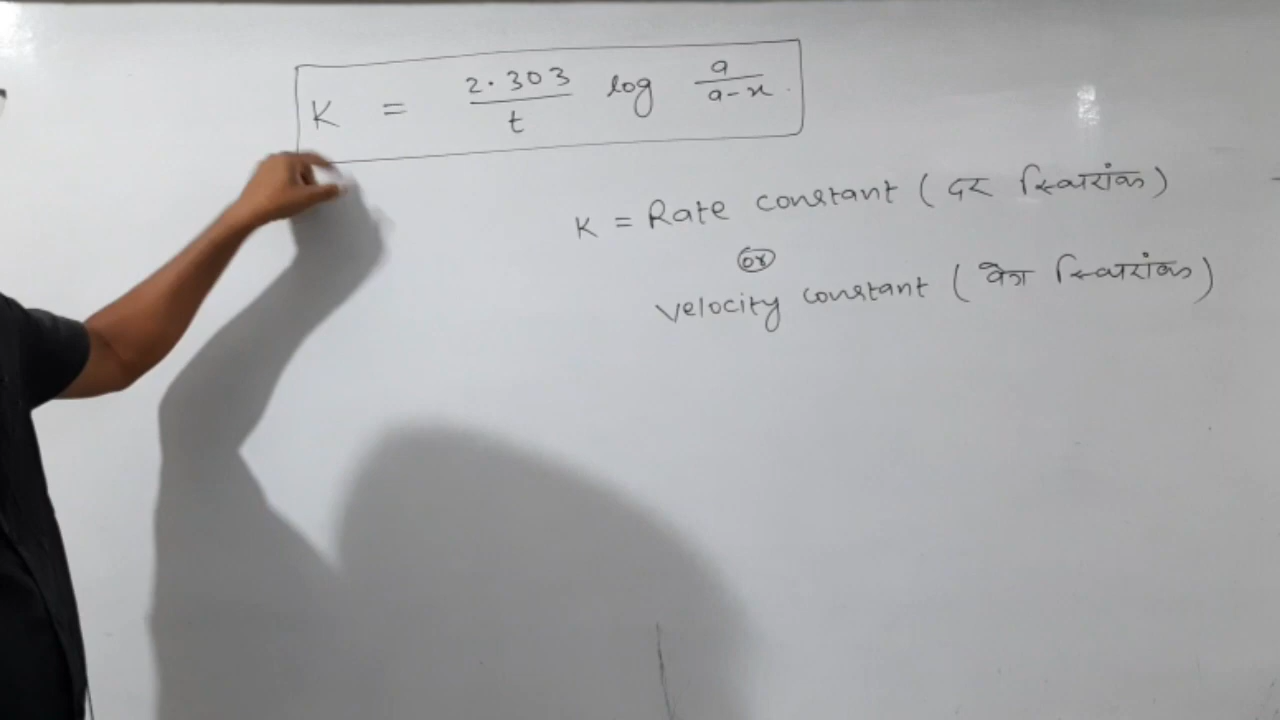 K = 2.303 / t log a / a-x
K = Rate constant ( दर स्थिरांक )
or
Velocity constant ( वेग स्थिरांक )